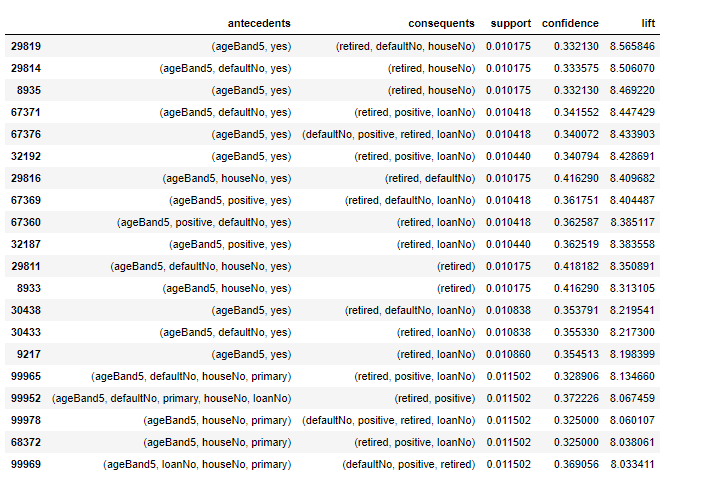 antecedents consequents support confidence lift
29819 (ageBand5, yes) (retired, defaultNo, houseNo) 0.010175 0.332130 8.565846
29814 (ageBand5, defaultNo, yes) (retired, houseNo) 0.010175 0.333575 8.506070
8935 (ageBand5, yes) (retired, houseNo) 0.010175 0.332130 8.469220
67371 (ageBand5, defaultNo, yes) (retired, positive, loanNo) 0.010418 0.341552 8.447429
67376 (ageBand5, yes) (defaultNo, positive, retired, loanNo) 0.010418 0.340072 8.433903
32192 (ageBand5, yes) (retired, positive, loanNo) 0.010440 0.340794 8.428691
29816 (ageBand5, houseNo, yes) (retired, defaultNo) 0.010175 0.416290 8.409682
67369 (ageBand5, positive, yes) (retired, defaultNo, loanNo) 0.010418 0.361751 8.404487
67360 (ageBand5, positive, defaultNo, yes) (retired, loanNo) 0.010418 0.362587 8.385117
32187 (ageBand5, positive, yes) (retired, loanNo) 0.010440 0.362519 8.383558
29811 (ageBand5, defaultNo, houseNo, yes) (retired) 0.010175 0.418182 8.350891
8933 (ageBand5, houseNo, yes) (retired) 0.010175 0.416290 8.313105
30438 (ageBand5, yes) (retired, defaultNo, loanNo) 0.010838 0.353791 8.219541
30433 (ageBand5, defaultNo, yes) (retired, loanNo) 0.010838 0.355330 8.217300
9217 (ageBand5, yes) (retired, loanNo) 0.010860 0.354513 8.198399
99965 (ageBand5, defaultNo, houseNo, primary) (retired, positive, loanNo) 0.011502 0.328906 8.134660
99952 (ageBand5, defaultNo, primary, houseNo, loanNo) (retired, positive) 0.011502 0.372226 8.067459
99978 (ageBand5, houseNo, primary) (defaultNo, positive, retired, loanNo) 0.011502 0.325000 8.060107
68372 (ageBand5, houseNo, primary) (retired, positive, loanNo) 0.011502 0.325000 8.038061
99969 (ageBand5, loanNo, houseNo, primary) (defaultNo, positive, retired) 0.011502 0.369056 8.033411